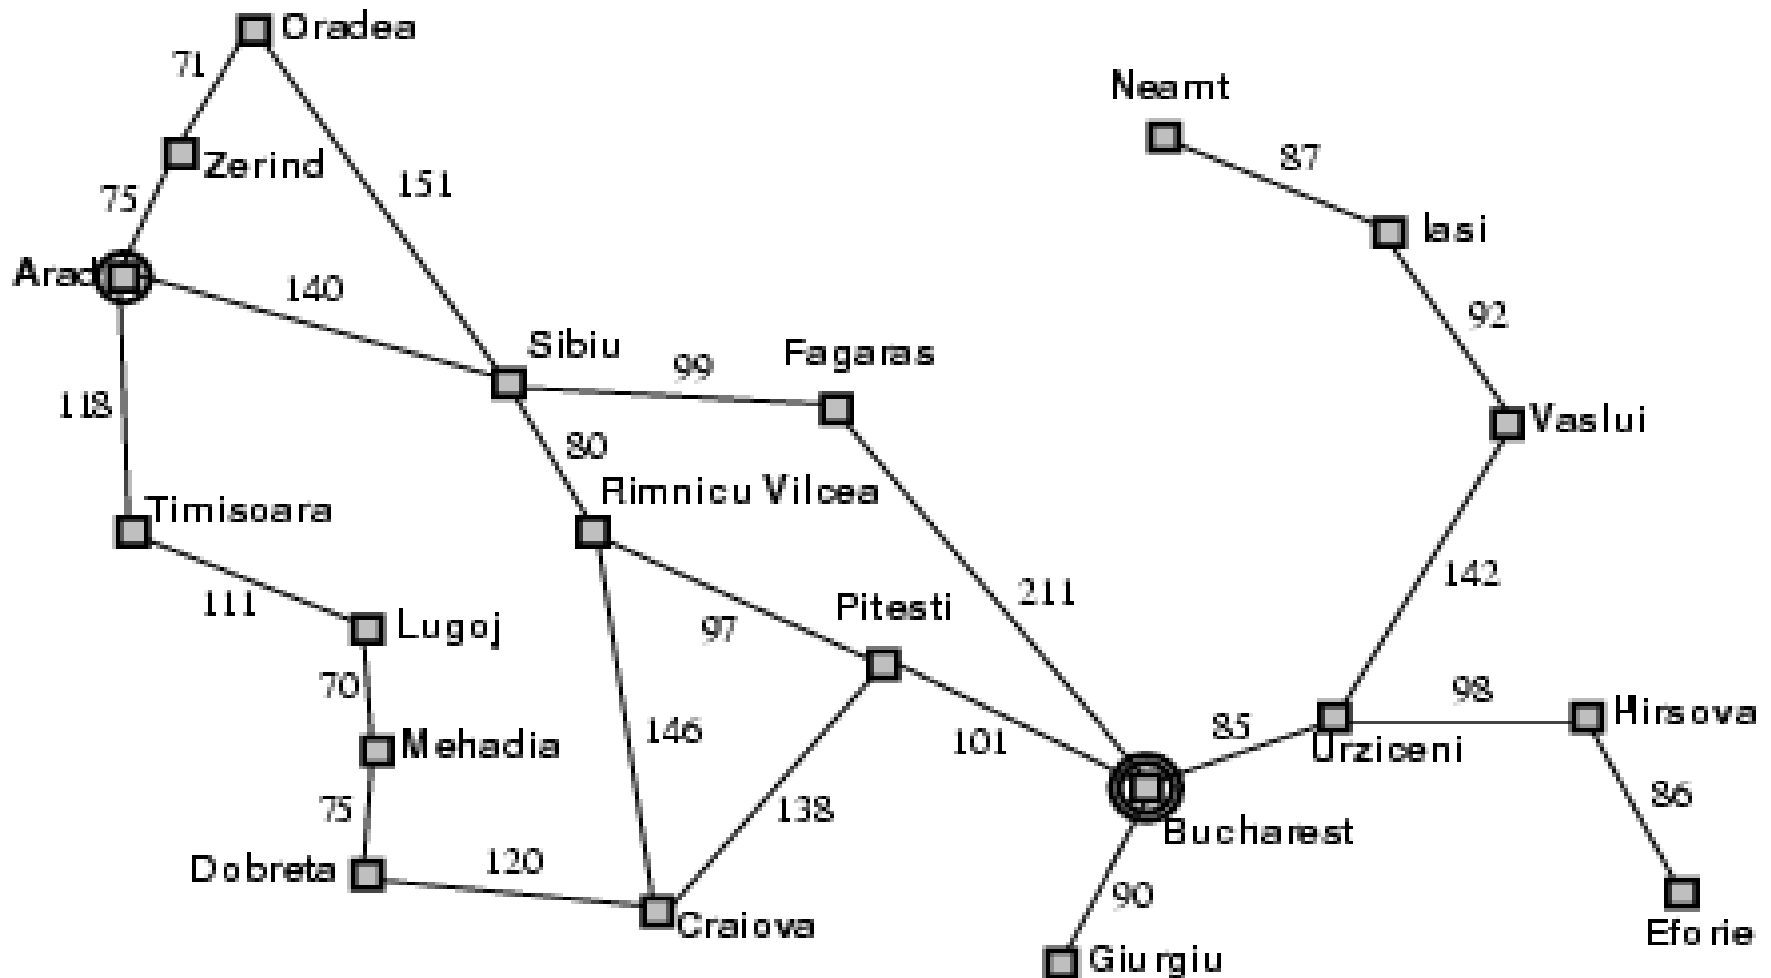 Oradea
71
Neamt
87
Zerind
151
75
Iasi
Arad
140
92
Sibiu
99
Fagaras
118
80
Vaslui
Timisoara
Rimnicu Vilcea
142
111
211
Lugoj
97
Pitesti
70
98
Hirsova
Mehadia
146
101
85
Urziceni
75
138
86
Bucharest
Dobreta
120
90
Craiova
Eforie
Giurgiu